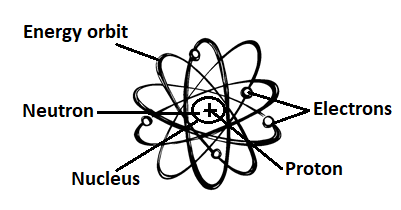 Energy orbit
Neutron
Electrons
Nucleus
Proton
+